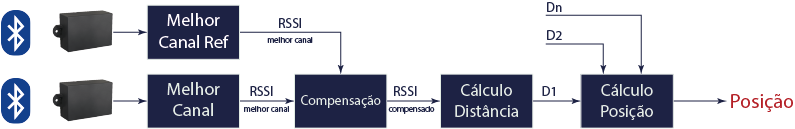 Melhor
Canal Ref
RSSI
melhor canal
Dn
D2
Melhor
Canal
RSSI
melhor canal
Compensação
RSSI
compensado
Cálculo
Distância
D1
Cálculo
Posição
Posição